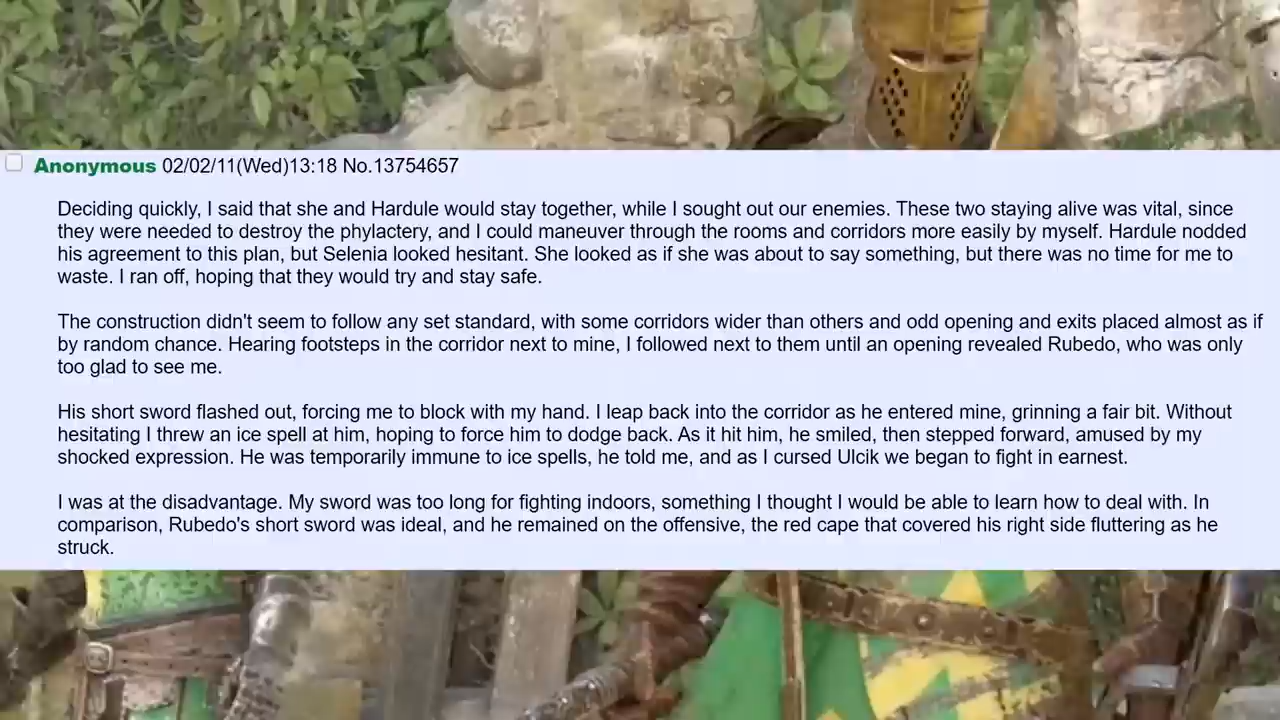 Anonymous 02/02/11(Wed)13:18 No.13754657
Deciding quickly, I said that she and Hardule would stay together, while I sought out our enemies. These two staying alive was vital, since
they were needed to destroy the phylactery, and I could maneuver through the rooms and corridors more easily by myself. Hardule nodded
his agreement to this plan, but Selenia looked hesitant. She looked as if she was about to say something, but there was no time for me to
waste. I ran off, hoping that they would try and stay safe.
The construction didn't seem to follow any set standard, with some corridors wider than others and odd opening and exits placed almost as if
by random chance. Hearing footsteps in the corridor next to mine, I followed next to them until an opening revealed Rubedo, who was only
too glad to see me.
His short sword flashed out, forcing me to block with my hand. I leap back into the corridor as he entered mine, grinning a fair bit. Without
hesitating I threw an ice spell at him, hoping to force him to dodge back. As it hit him, he smiled, then stepped forward, amused by my
shocked expression. He was temporarily immune to ice spells, he told me, and as I cursed Ulcik we began to fight in earnest.
I was at the disadvantage. My sword was too long for fighting indoors, something I thought I would be able to learn how to deal with. In
comparison, Rubedo's short sword was ideal, and he remained on the offensive, the red cape that covered his right side fluttering as he
struck.